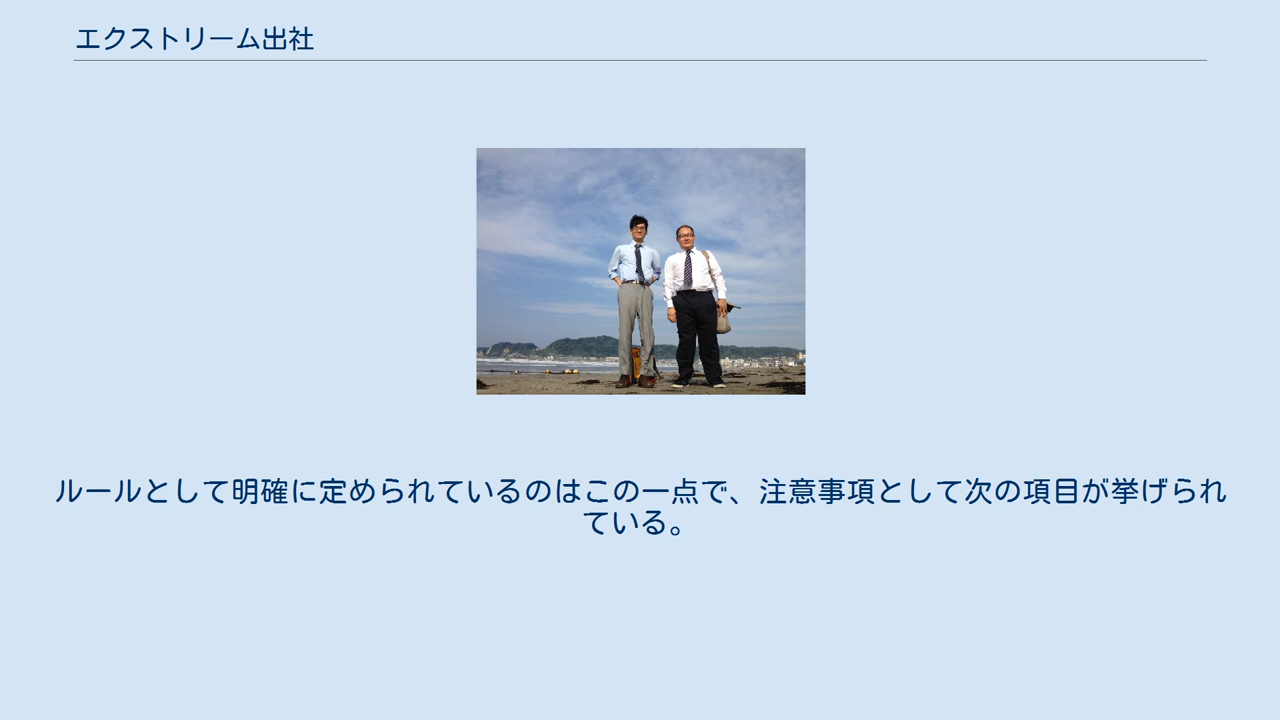 エクストリーム出社
ルールとして明確に定められているのはこの一点で、注意事項として次の項目が挙げられ
ている。